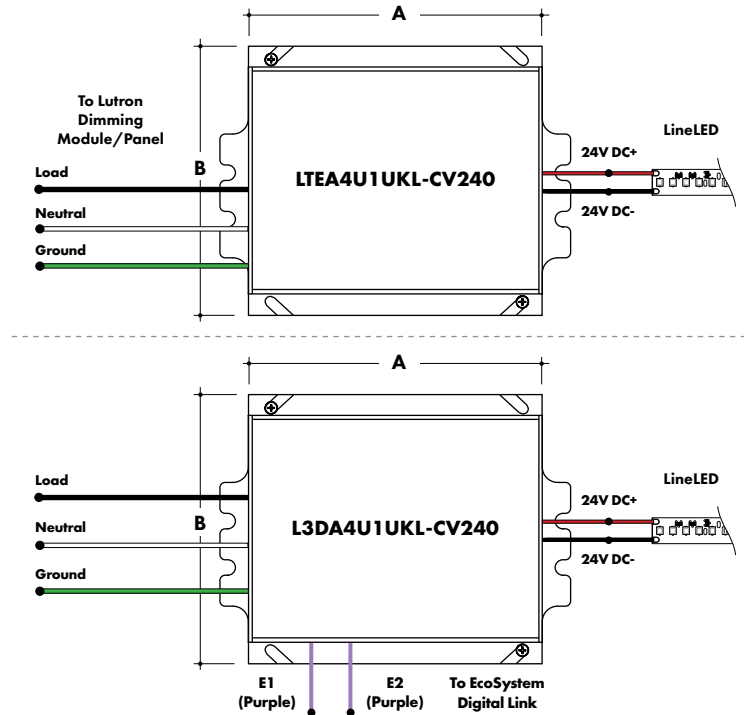 A
To Lutron
Dimming
Module/Panel
LineLED
24V DC+
Load
B
LTEA4U1UKL-CV240
Neutral
24V DC-
Ground
A
Load
LineLED
24V DC+
Neutral
B
L3DA4U1UKL-CV240
24V DC-
Ground
E1
(Purple)
E2
(Purple)
To EcoSystem
Digital Link